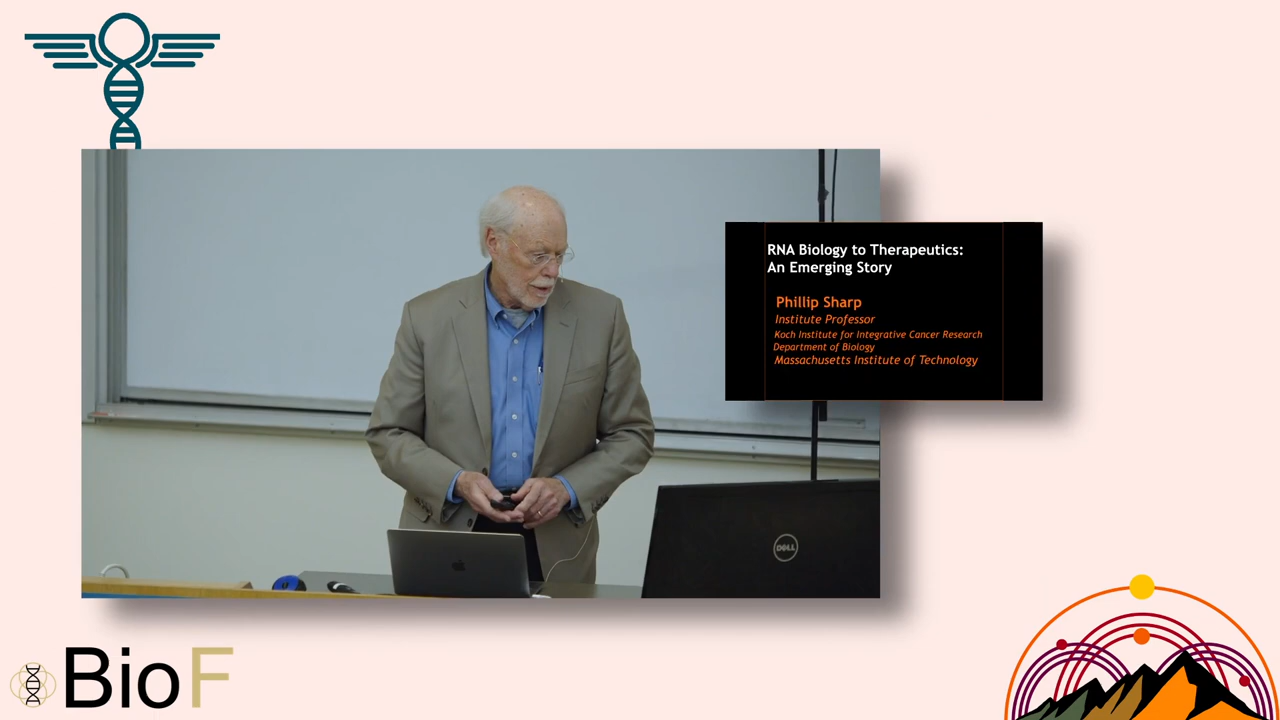 RNA Biology to Therapeutics:
An Emerging Story
Phillip Sharp
Institute Professor
Koch Institute for Integrative Cancer Research
Department of Biology
Massachusetts Institute of Technology
DELL
BioF